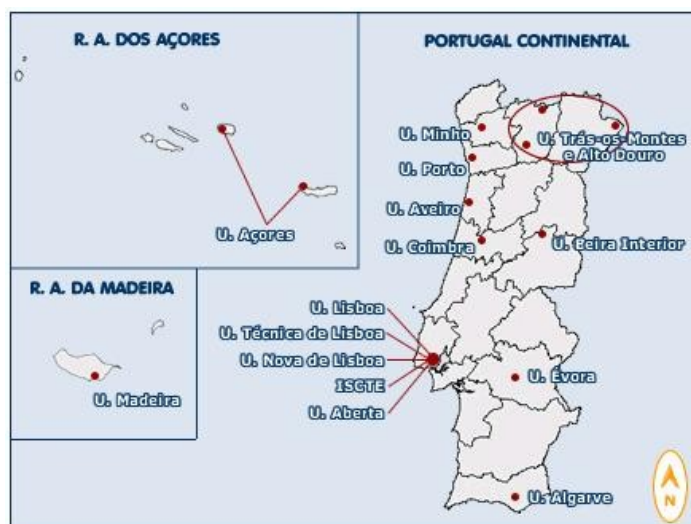 R. A. DOS AÇORES
U. Açores
R. A. DA MADEIRA
U. Madeira
PORTUGAL CONTINENTAL
U. Minho
U. Trás-os-Montes
e Alto Douro
U. Porto
U. Aveiro
U. Coimbra
U. Beira Interior
U. Lisboa
U. Técnica de Lisboa
U. Nova de Lisboa
ISCTE
U. Aberta
U. Évora
U. Algarve
N